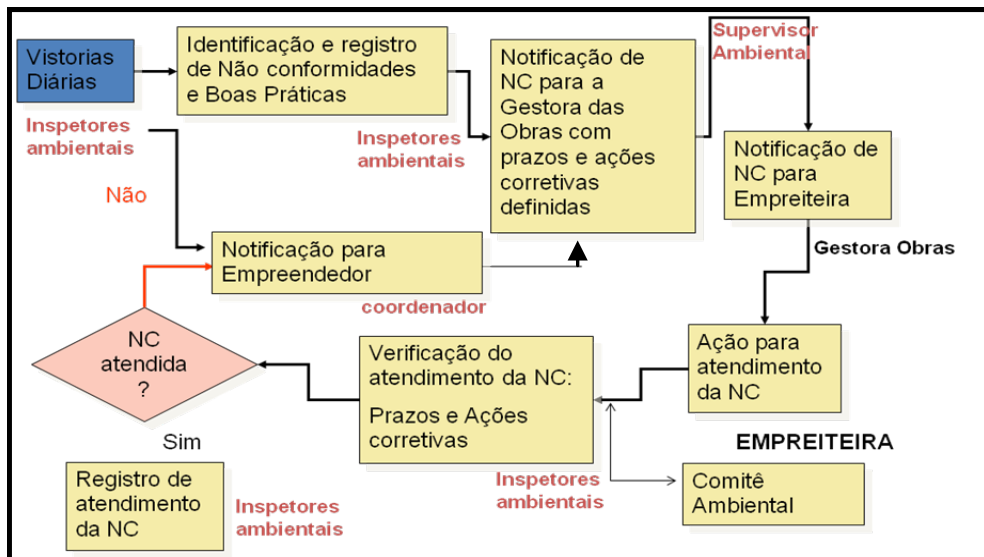 Vistorias
Diárias
Identificação e registro
de Não conformidades
e Boas Práticas
Notificação de
NC para a
Gestora das
Obras com
prazos e ações
corretivas
definidas
Supervisor
Ambiental
Inspetores
ambientais
Inspetores
ambientais
Notificação de
NC para
Empreiteira
Não
Notificação para
Empreendedor
Gestora Obras
coordenador
NC
atendida
?
Verificação do
atendimento da NC:
Prazos e Ações
corretivas
Ação para
atendimento
da NC
Sim
EMPREITEIRA
Registro de
atendimento
da NC
Inspetores
ambientais
Inspetores
ambientais
Comitê
Ambiental